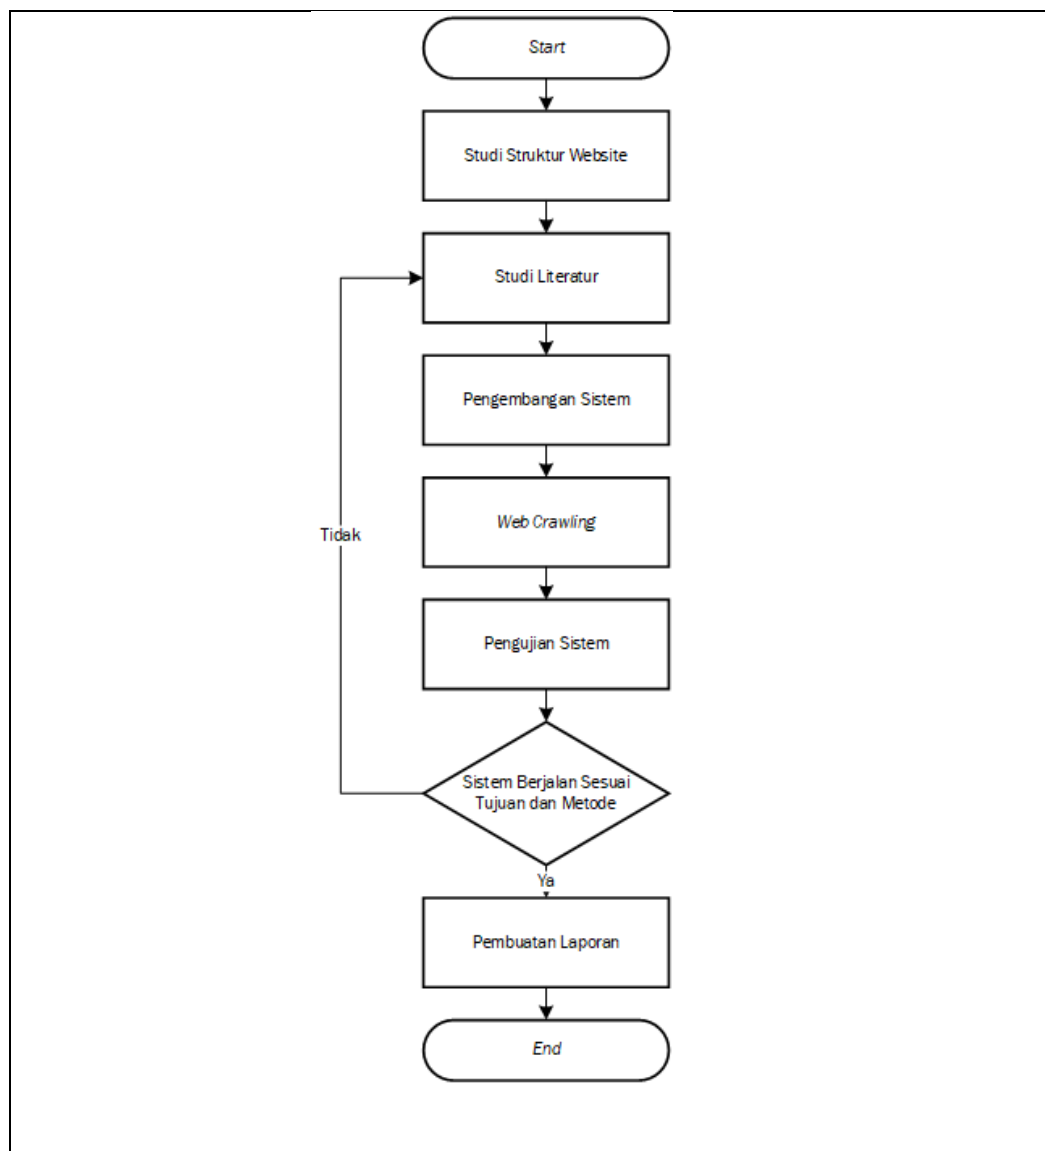 Start
Studi Struktur Website
Studi Literatur
Pengembangan Sistem
Web Crawling
Tidak
Pengujian Sistem
Sistem Berjalan Sesuai
Tujuan dan Metode
Ya
Pembuatan Laporan
End